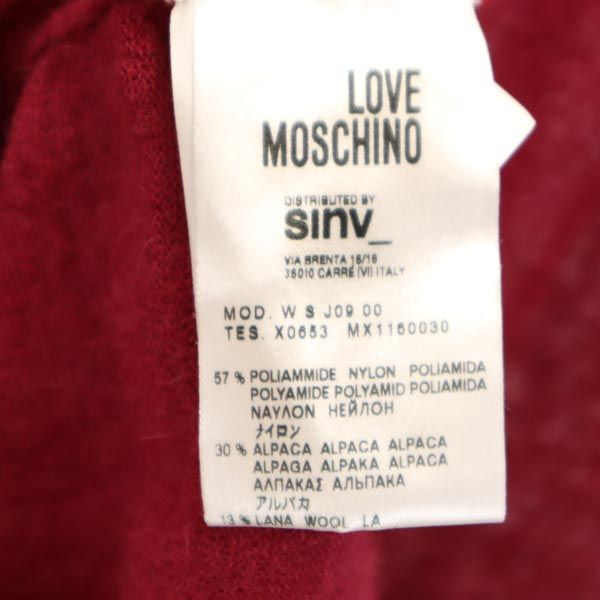 LOVE
MOSCHINO
DISTRIBUTED BY
sinv_
VIA BRENTA 16/18
36010 CARRÉ (VI) ITALY
MOD. W S J09 00
TES. X0653 MX1160030
57 % POLIAMMIDE NYLON POLIAMIDA
POLYAMIDE POLYAMID POLIAMIDA
ΝΑΥΛΟΝ НЕЙЛОН
ナイロン
30 % ALPACA ALPACA ALPACA
ALPAGA ALPAKA ALPACA
ΑΛΠΑΚΑΣ АЛЬПАКА
アルパカ
13 % LANA WOOL LA